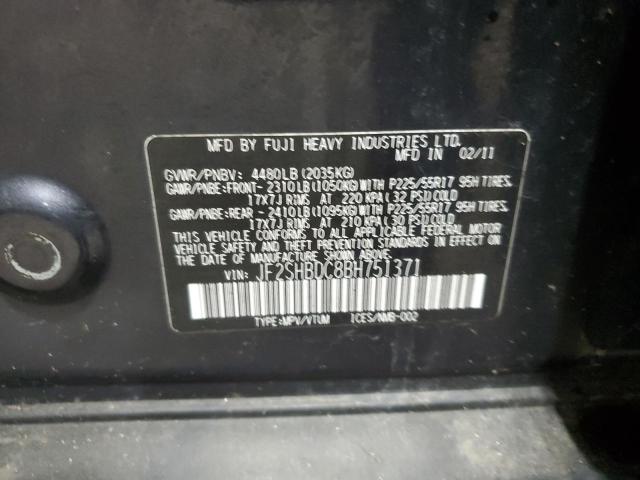 MFD BY FUJI HEAVY INDUSTRIES LTD.
MFD IN 02/11
GVWR/PNBV: 4480LB (2035KG)
GAWR/PNBE:FRONT-2310LB(1050KG)WITH P225/55R17 95H TIRES.
17X7J RIMS AT 220 KPA (32 PSI) COLD
GAWR/PNBE:REAR -2410LB(1095KG)WITH P225/55R17 95H TIRES.
17X7J RIMS AT 210 KPA (30 PSI) COLD
THIS VEHICLE CONFORMS TO ALL APPLICABLE FEDERAL MOTOR
VEHICLE SAFETY AND THEFT PREVENTION STANDARDS IN EFFECT ON
THE DATE OF MANUFACTURE SHOWN ABOVE.
VIN: JF2SHBDC8BH751371
TYPE:MPV/VTUM ICES/NMB-002